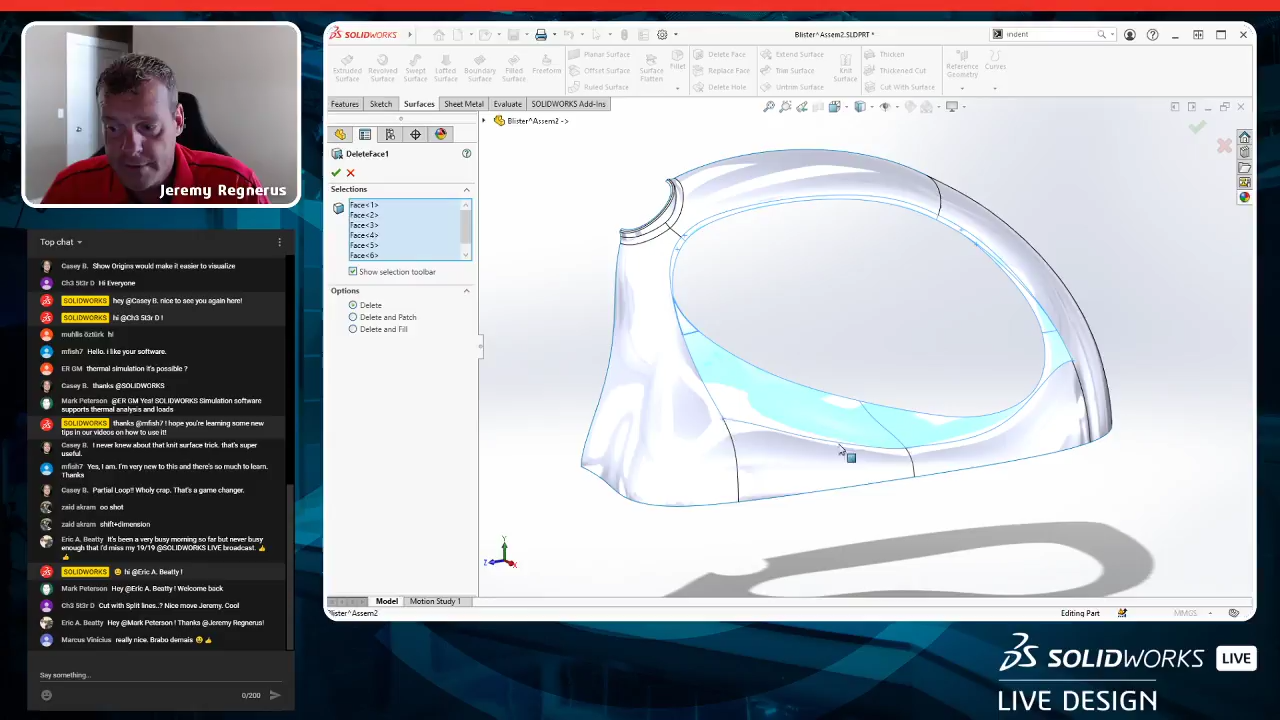 Jeremy Regnerus
Top chat
Casey B. Show Origins would make it easier to visualize
Ch3 5t3r D Hi Everyone
SOLIDWORKS hey @Casey B. nice to see you again here!
SOLIDWORKS hi @Ch3 5t3r D !
muhlis öztürk hi
mfish7 Hello. i like your software.
ER GM thermal simulation it's possible ?
Casey B. thanks @SOLIDWORKS
Mark Peterson @ER GM Yes! SOLIDWORKS Simulation software
supports thermal analysis and loads
SOLIDWORKS thanks @mfish7 ! hope you're learning some new
tips in our videos on how to use it!
Casey B. I never knew about that knit surface trick. that's super
useful.
mfish7 Yes, I am. I'm very new to this and there's so much to learn.
Thanks
Casey B. Partial Loop!! Wholy crap. That's a game changer.
zaid akram oo shot
zaid akram shift+dimension
Eric A. Beatty It's been a very busy morning so far but never busy
enough that i'd miss my 19/19 @SOLIDWORKS LIVE broadcast.
SOLIDWORKS hi @Eric A. Beatty !
Mark Peterson Hey @Eric A. Beatty ! Welcome back
Ch3 5t3r D Cut with Split lines..? Nice move Jeremy. Cool
Eric A. Beatty Hey @Mark Peterson ! Thanks @Jeremy Regnerus!
Marcus Vinícius really nice. Brabo demais
Say something...
0/200
SOLIDWORKS
Blister^Assem2.SLDPRT *
indent
Extruded Surface
Revolved Surface
Swept Surface
Lofted Surface
Boundary Surface
Filled Surface
Freeform
Planar Surface
Offset Surface
Ruled Surface
Surface Flatten
Fillet
Delete Face
Replace Face
Delete Hole
Extend Surface
Trim Surface
Untrim Surface
Knit Surface
Thicken
Thickened Cut
Cut With Surface
Reference Geometry
Curves
Features Sketch Surfaces Sheet Metal Evaluate SOLIDWORKS Add-Ins
Blister^Assem2 ->
DeleteFace1
Selections
Face<1>
Face<2>
Face<3>
Face<4>
Face<5>
Face<6>
Show selection toolbar
Options
Delete
Delete and Patch
Delete and Fill
Y
Z
X
Model Motion Study 1
Blister^Assem2
Editing Part
MMGS
SOLIDWORKS LIVE
LIVE DESIGN